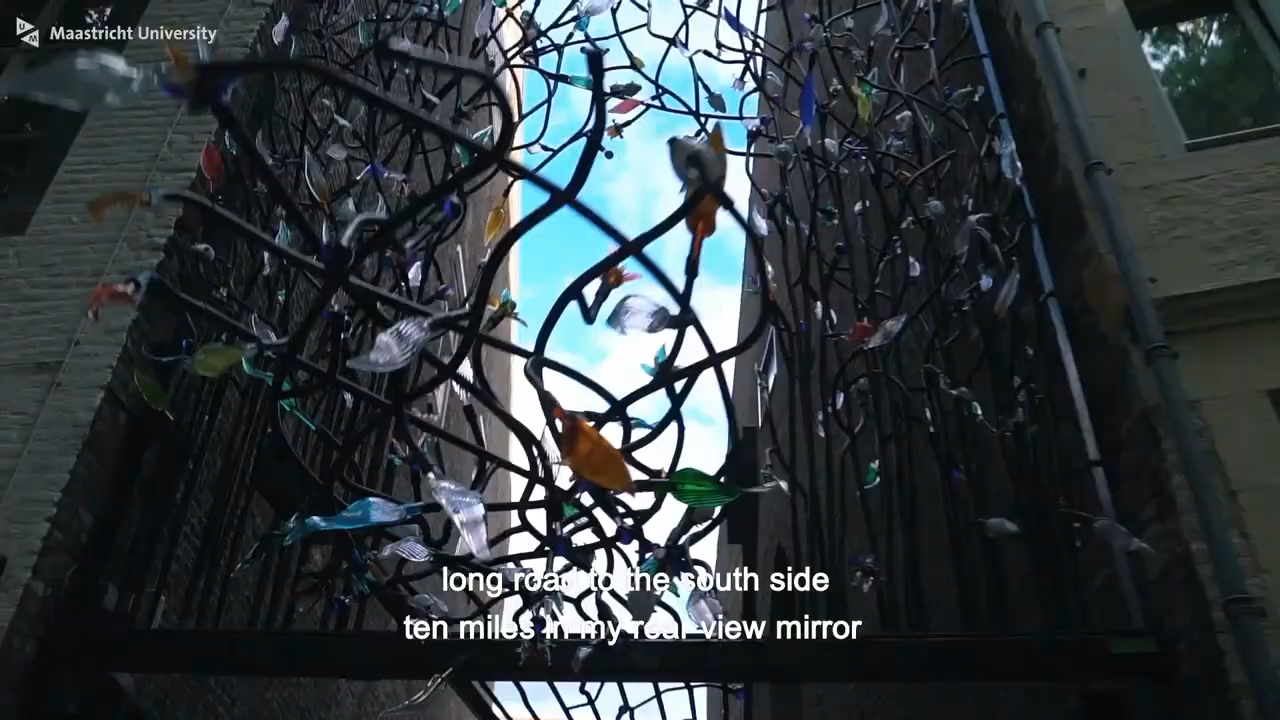 Maastricht University
long road to the south side
ten miles in my rear view mirror